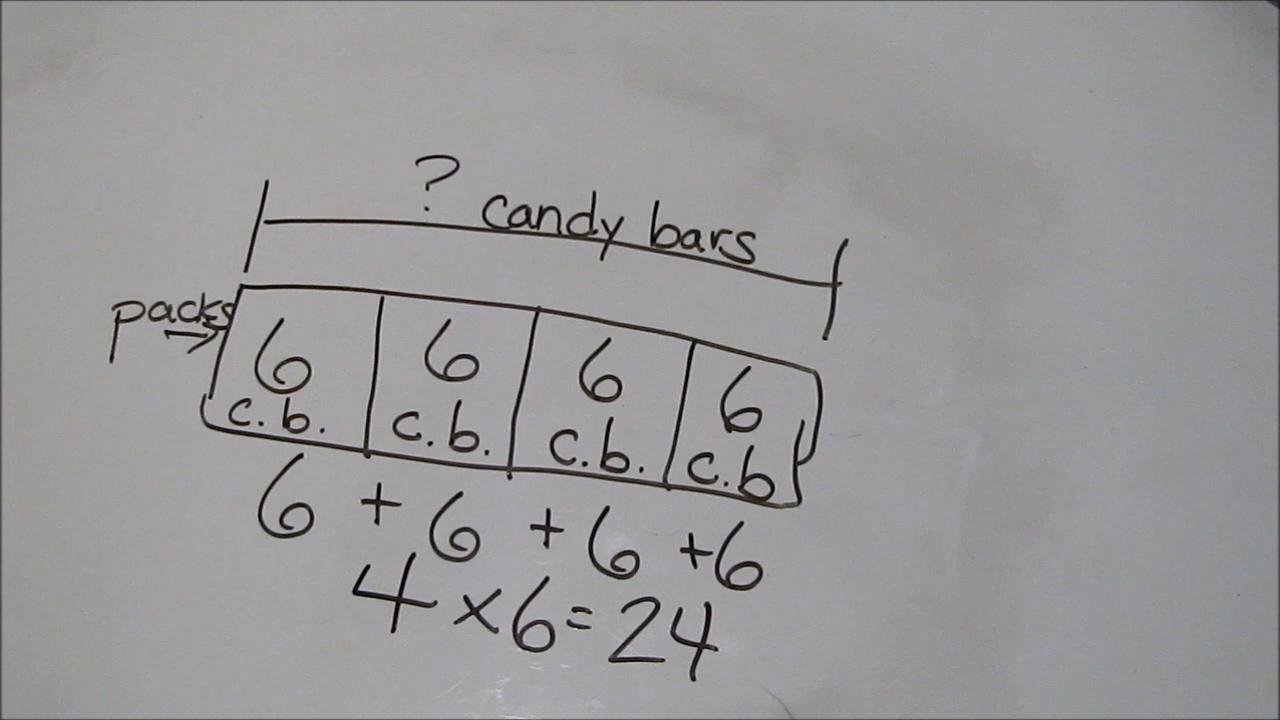 ? candy bars
packs
6 6 6 6
c.b. c.b. c.b. c.b
6 + 6 + 6 + 6
4 x 6 = 24